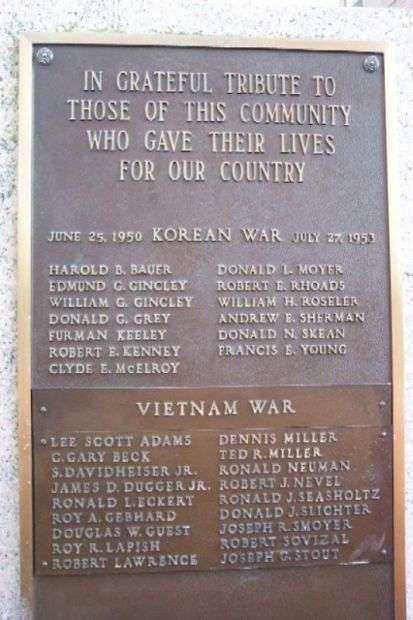 IN GRATEFUL TRIBUTE TO
THOSE OF THIS COMMUNITY
WHO GAVE THEIR LIVES
FOR OUR COUNTRY
JUNE 25, 1950 KOREAN WAR JULY 27, 1953
HAROLD B. BAUER
EDMUND G. GINGLEY
WILLIAM G. GINGLEY
DONALD G. GREY
FURMAN KEELEY
ROBERT E. KENNEY
CLYDE E. McELROY
DONALD L. MOYER
ROBERT E. RHOADS
WILLIAM H. ROSELER
ANDREW E. SHERMAN
DONALD N. SKEAN
FRANCIS E. YOUNG
VIETNAM WAR
LEE SCOTT ADAMS
C. GARY BECK
S. DAVIDHEISER JR.
JAMES D. DUGGER JR.
RONALD L. ECKERT
ROY A. GEBHARD
DOUGLAS W. GUEST
ROY R. LAPISH
ROBERT LAWRENCE
DENNIS MILLER
TED R. MILLER
RONALD NEUMAN
ROBERT J. NEVEL
RONALD J. SEASHOLTZ
DONALD J. SLICHTER
JOSEPH R. SMOYER
ROBERT SOVIZAL
JOSEPH G. STOUT